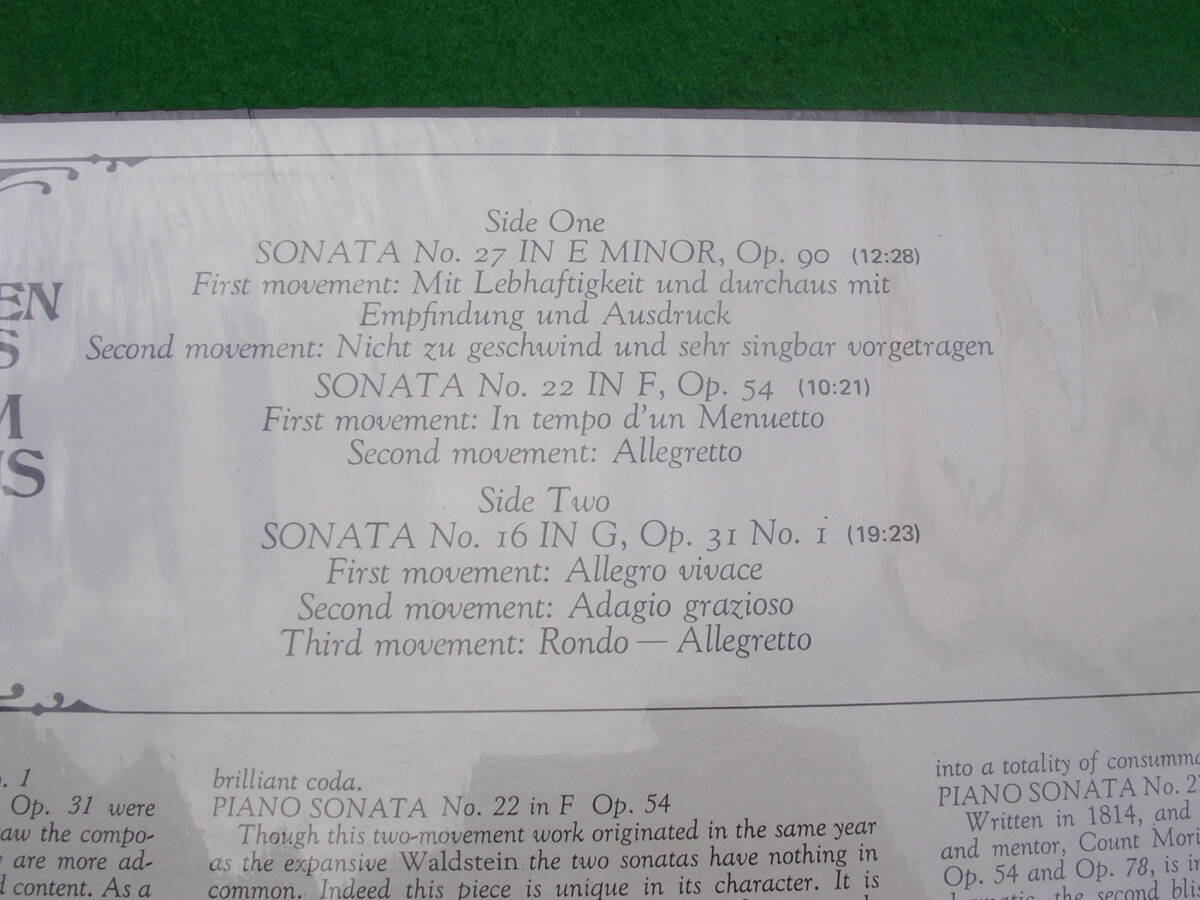 Side One
SONATA No. 27 IN E MINOR, Op. 90 (12:28)
First movement: Mit Lebhaftigkeit und durchaus mit
Empfindung und Ausdruck
Second movement: Nicht zu geschwind und sehr singbar vorgetragen
SONATA No. 22 IN F, Op. 54 (10:21)
First movement: In tempo d'un Menuetto
Second movement: Allegretto
Side Two
SONATA No. 16 IN G, Op. 31 No. 1 (19:23)
First movement: Allegro vivace
Second movement: Adagio grazioso
Third movement: Rondo — Allegretto
1
Op. 31 were
the compo-
are more ad-
content. As a
brilliant coda.
PIANO SONATA No. 22 in F Op. 54
Though this two-movement work originated in the same year
as the expansive Waldstein the two sonatas have nothing in
common. Indeed this piece is unique in its character. It is
into a totality of
PIANO SONATA No.
Written in 1814, and
and mentor, Count
Op. 54 and Op. 78, is
the second